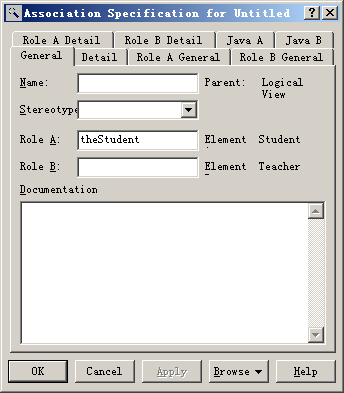 Association Specification for Untitled
Role A Detail Role B Detail Java A Java B
General Detail Role A General Role B General
Name: Parent: Logical
View
Stereotype
Role A: theStudent Element Student
Role B: Element Teacher
Documentation
OK Cancel Apply Browse Help